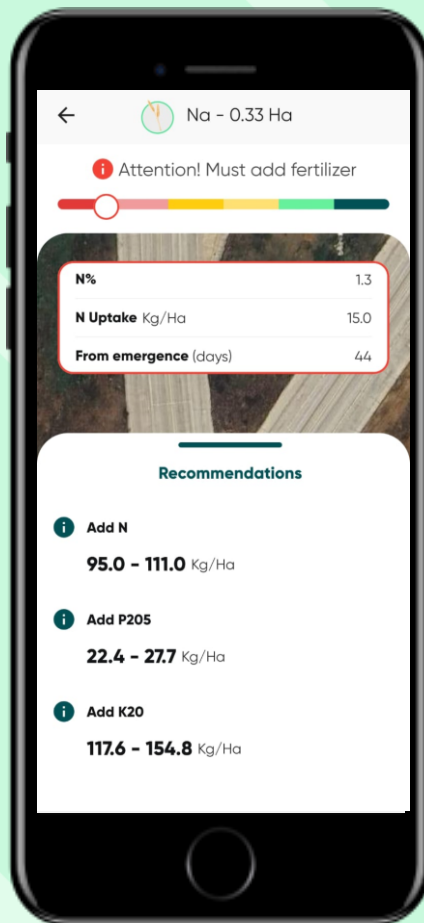 Na - 0.33 Ha
Attention! Must add fertilizer
N% 1.3
N Uptake Kg/Ha 15.0
From emergence (days) 44
Recommendations
Add N
95.0 - 111.0 Kg/Ha
Add P205
22.4 - 27.7 Kg/Ha
Add K20
117.6 - 154.8 Kg/Ha